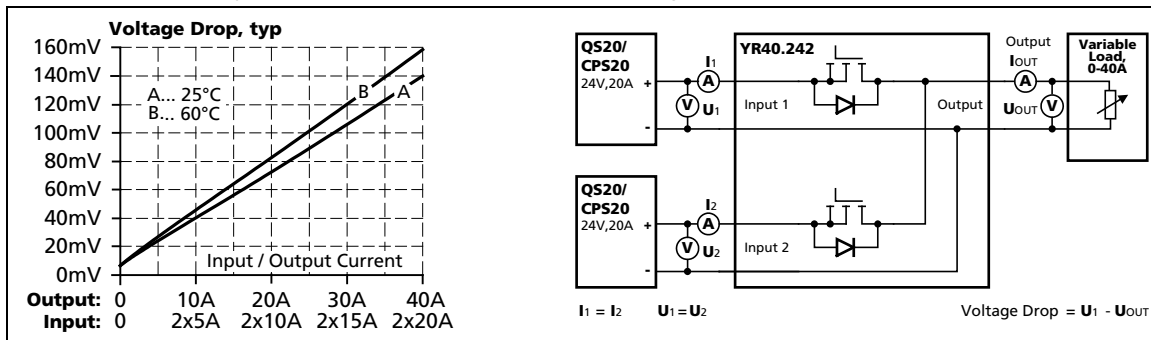 Voltage Drop, typ
160mV
140mV
120mV
100mV
80mV
60mV
40mV
20mV
0mV
A... 25°C
B... 60°C
B
A
Input / Output Current
Output: 0 10A 20A 30A 40A
Input: 0 2x5A 2x10A 2x15A 2x20A
QS20/
CPS20
24V,20A
+
-
I1
A
V
U1
YR40.242
Input 1
Output
Output
IOUT
A
UOUT
V
Variable
Load,
0-40A
QS20/
CPS20
24V,20A
+
-
I2
A
V
U2
Input 2
I1 = I2 U1 = U2
Voltage Drop = U1 - UOUT